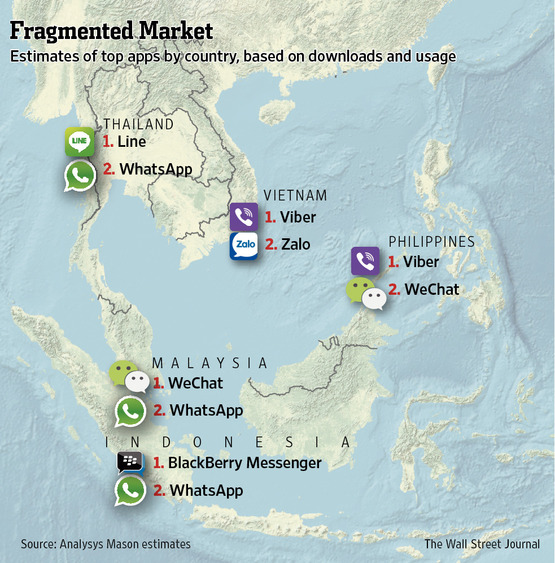 Fragmented Market
Estimates of top apps by country, based on downloads and usage
THAILAND
LINE
1. Line
2. WhatsApp
VIETNAM
1. Viber
Zalo
2. Zalo
PHILIPPINES
1. Viber
2. WeChat
MALAYSIA
1. WeChat
2. WhatsApp
INDONESIA
1. BlackBerry Messenger
2. WhatsApp
Source: Analysys Mason estimates
The Wall Street Journal